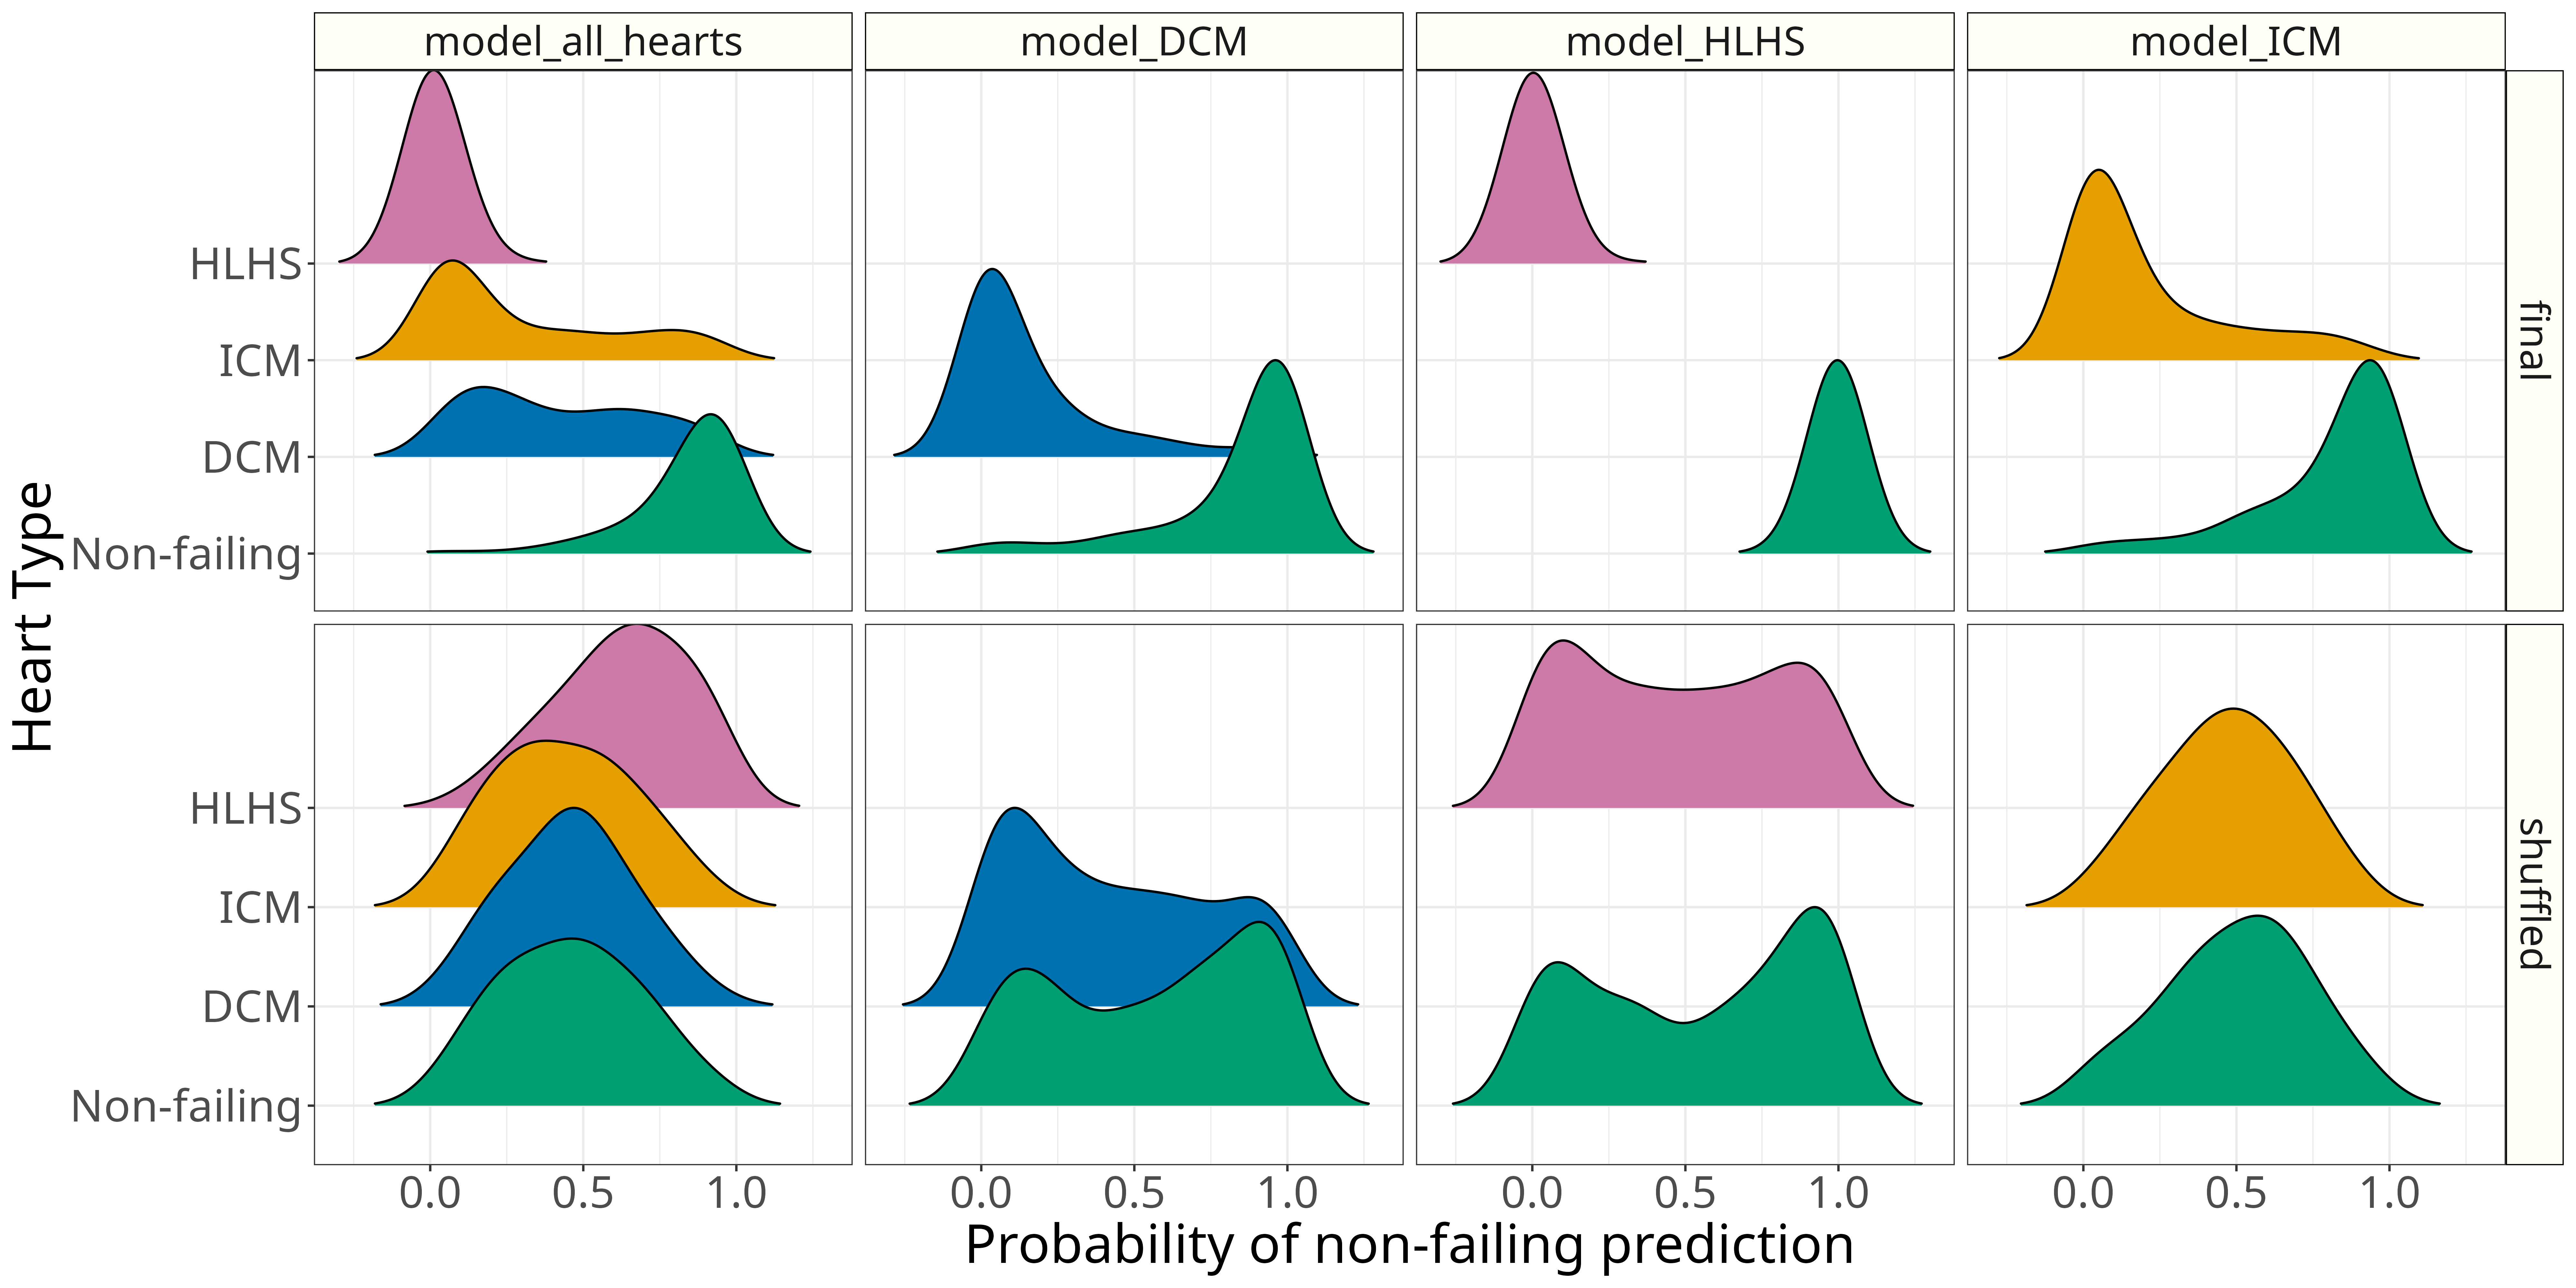 model_all_hearts
model_DCM
model_HLHS
model_ICM
HLHS
ICM
DCM
Non-failing
final
HLHS
ICM
DCM
Non-failing
shuffled
Heart Type
0.0 0.5 1.0
0.0 0.5 1.0
0.0 0.5 1.0
0.0 0.5 1.0
Probability of non-failing prediction